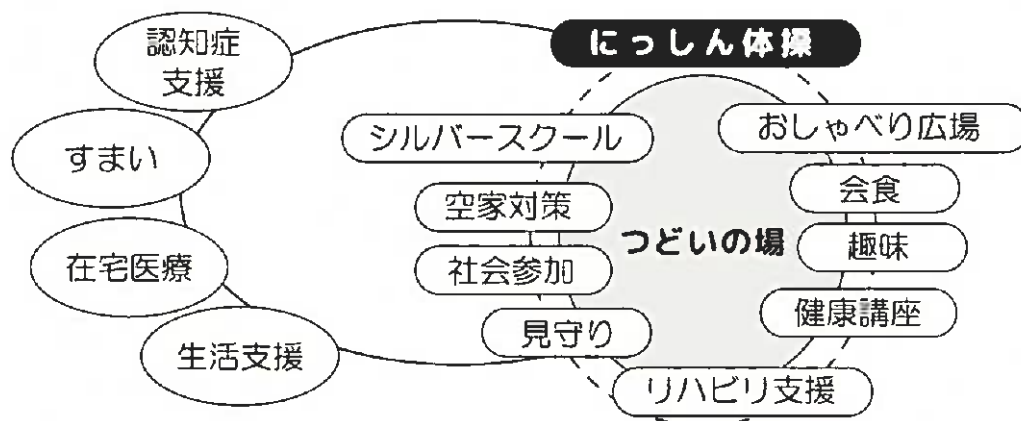 にっしん体操
認知症
支援
すまい
在宅医療
生活支援
シルバースクール
空家対策
社会参加
見守り
つどいの場
おしゃべり広場
会食
趣味
健康講座
リハビリ支援